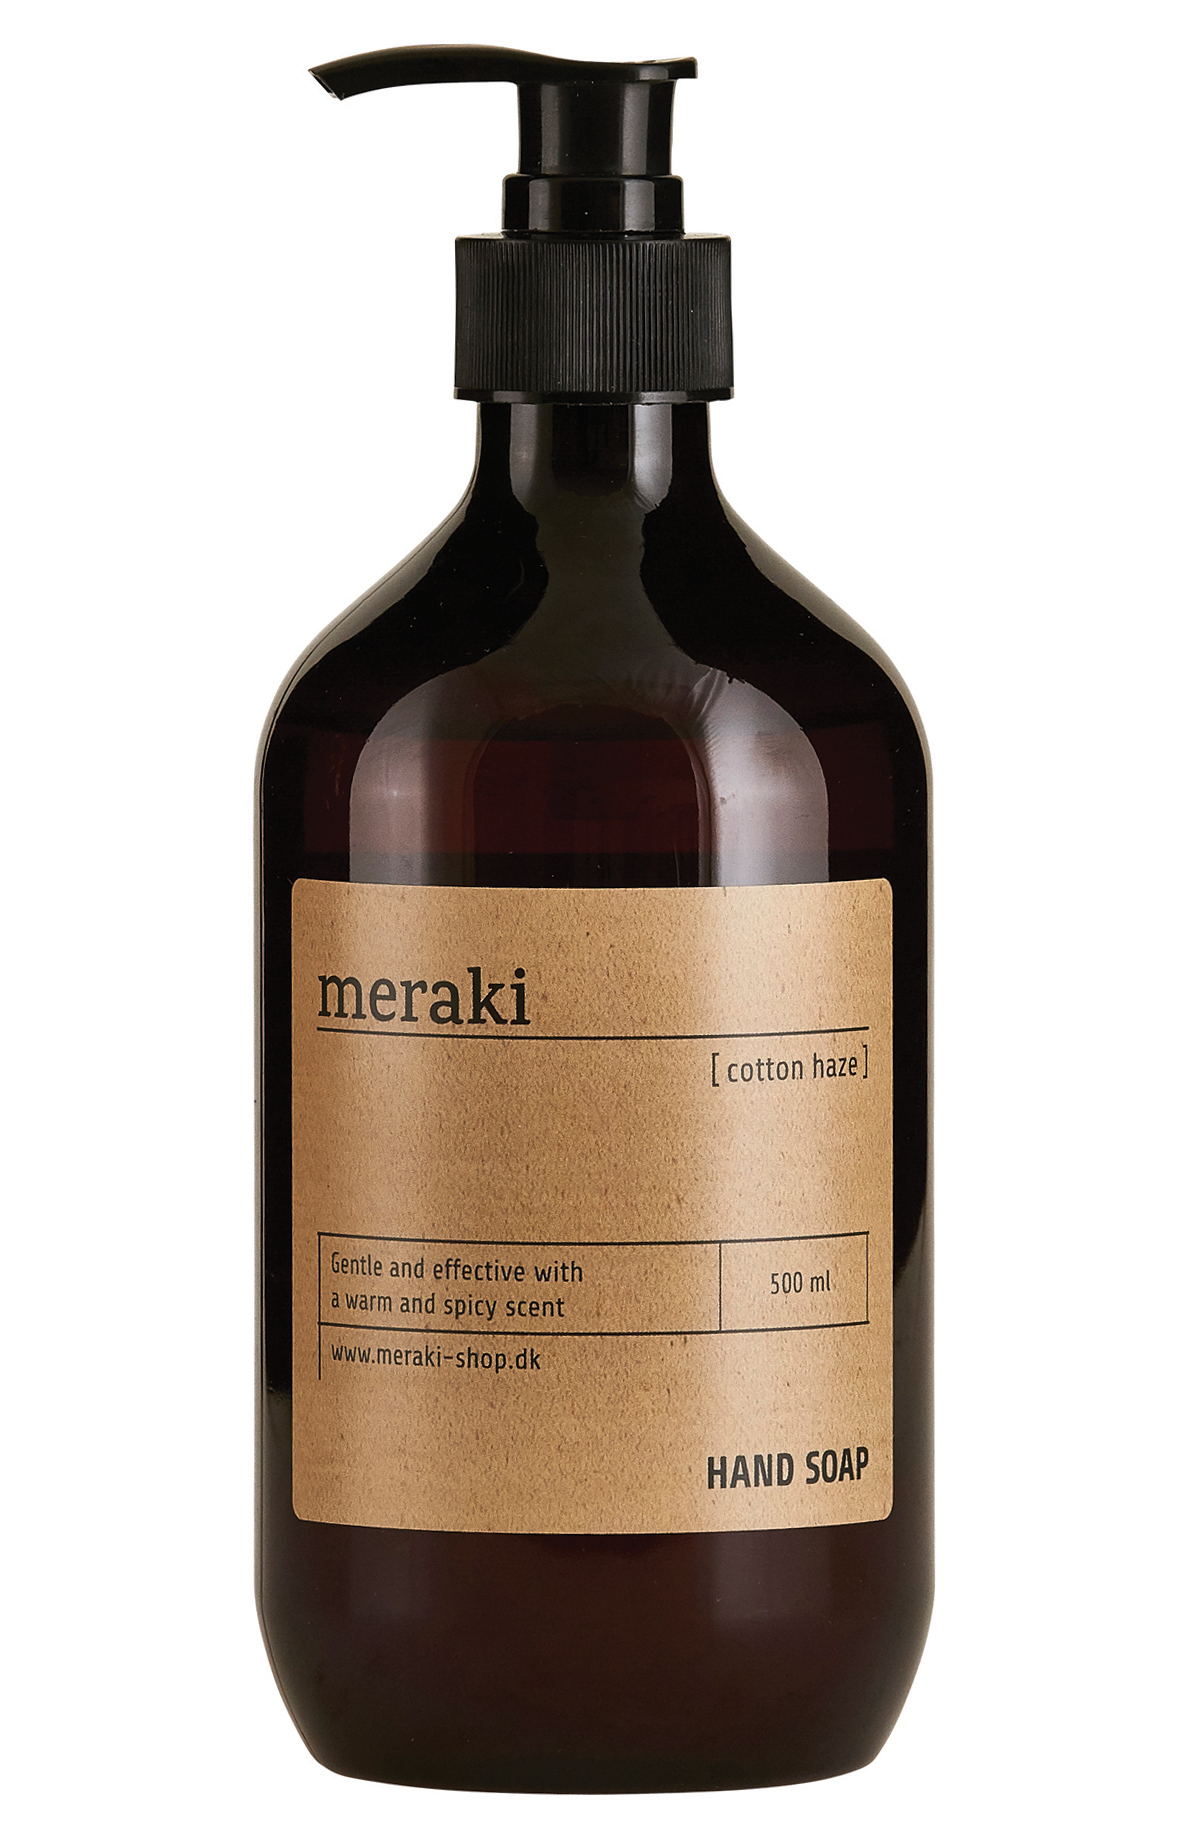 meraki
[cotton haze]
Gentle and effective with
a warm and spicy scent
500 ml
www.meraki-shop.dk
HAND SOAP